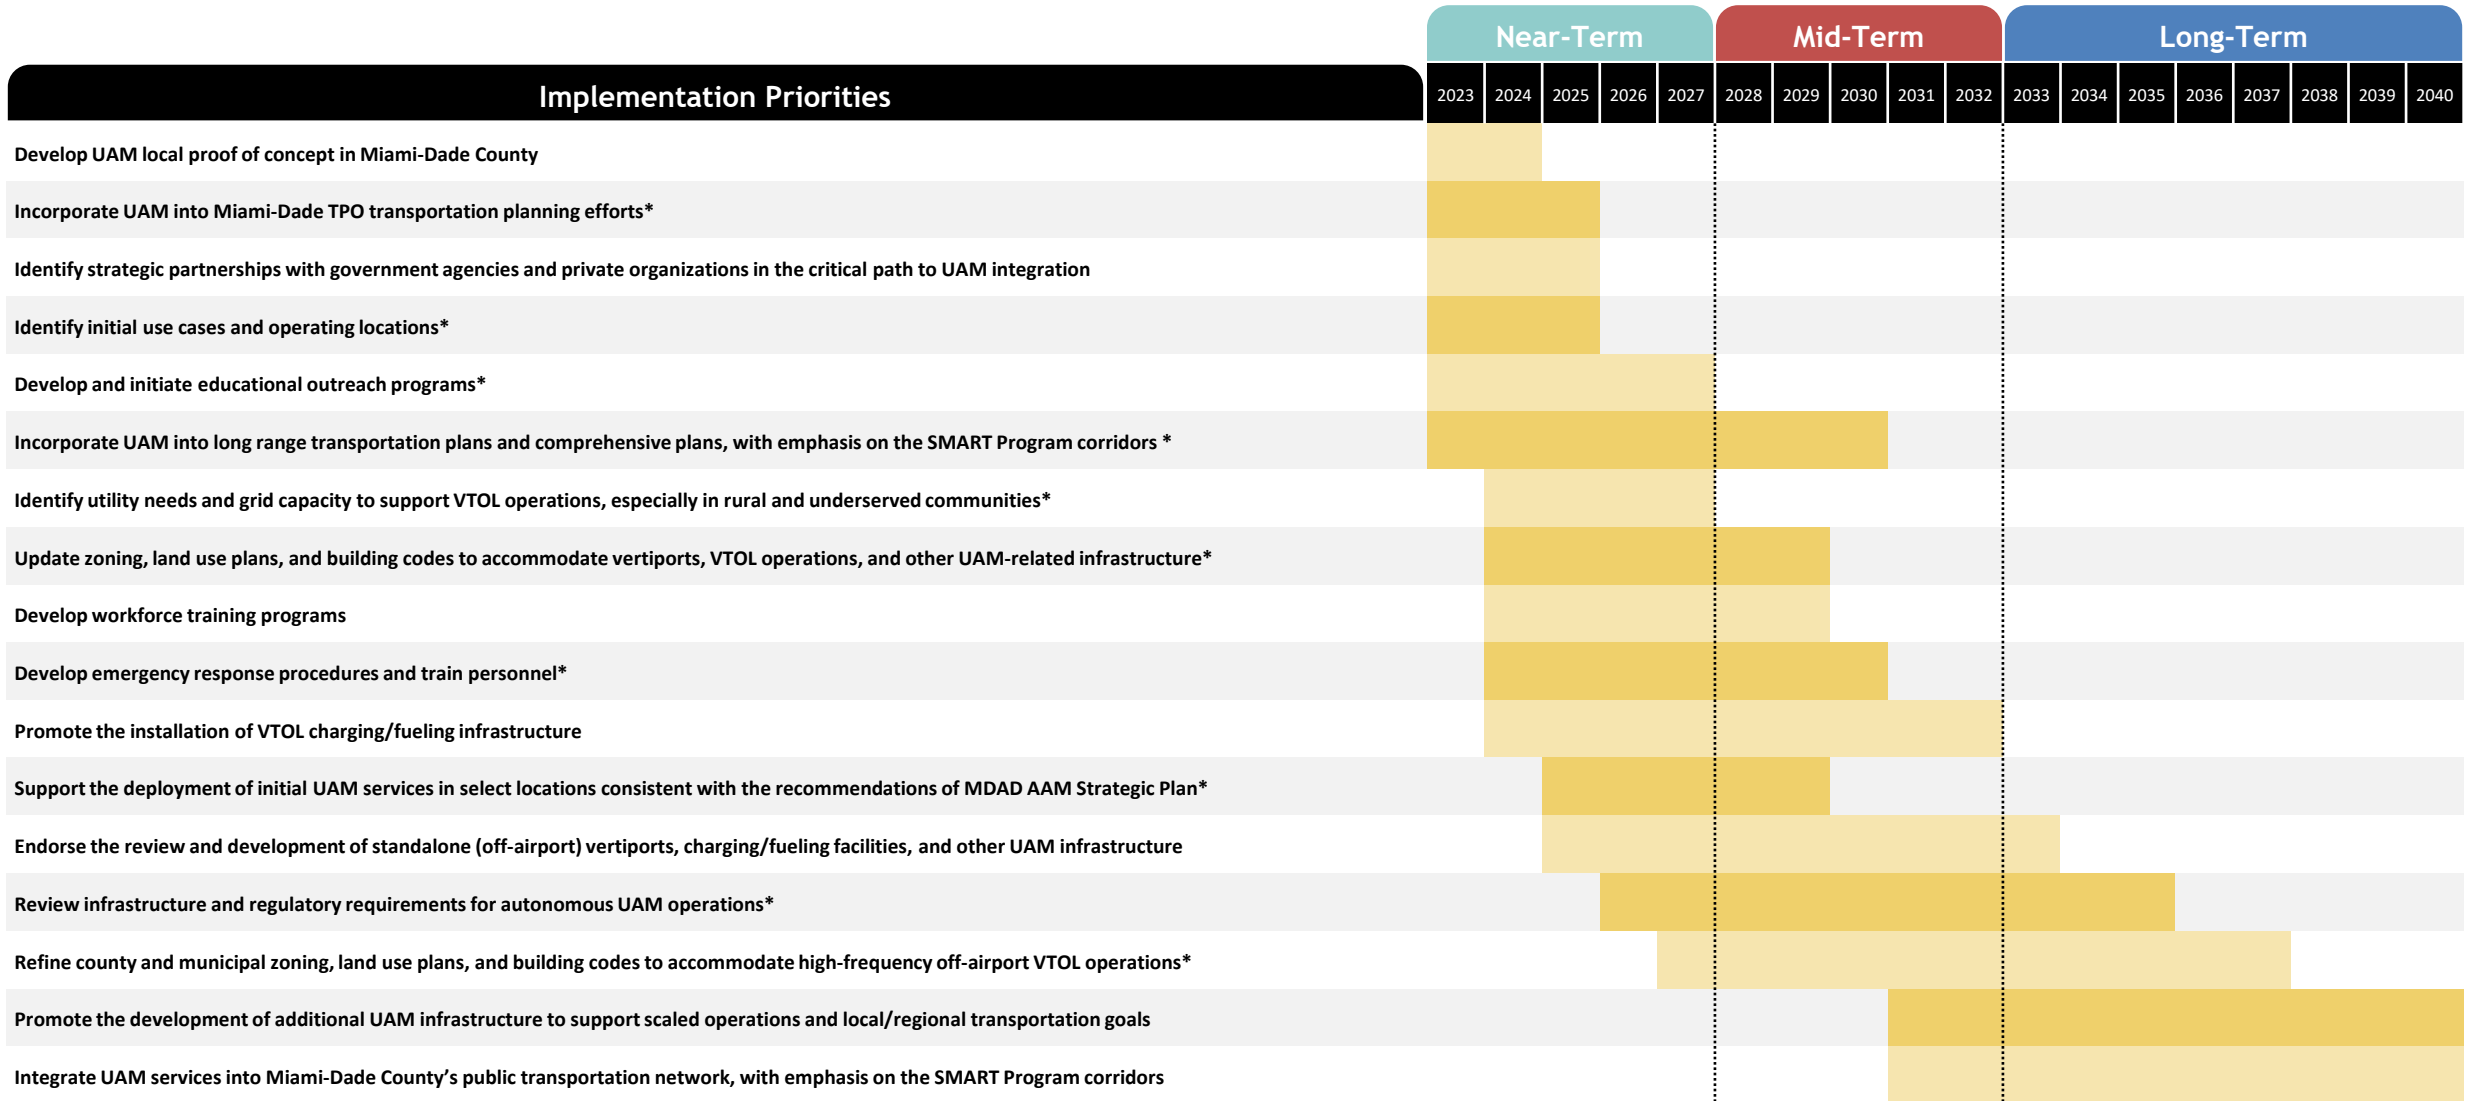 Near-Term Mid-Term Long-Term
Implementation Priorities 2023 2024 2025 2026 2027 2028 2029 2030 2031 2032 2033 2034 2035 2036 2037 2038 2039 2040
Develop UAM local proof of concept in Miami-Dade County
Incorporate UAM into Miami-Dade TPO transportation planning efforts*
Identify strategic partnerships with government agencies and private organizations in the critical path to UAM integration
Identify initial use cases and operating locations*
Develop and initiate educational outreach programs*
Incorporate UAM into long range transportation plans and comprehensive plans, with emphasis on the SMART Program corridors *
Identify utility needs and grid capacity to support VTOL operations, especially in rural and underserved communities*
Update zoning, land use plans, and building codes to accommodate vertiports, VTOL operations, and other UAM-related infrastructure*
Develop workforce training programs
Develop emergency response procedures and train personnel*
Promote the installation of VTOL charging/fueling infrastructure
Support the deployment of initial UAM services in select locations consistent with the recommendations of MDAD AAM Strategic Plan*
Endorse the review and development of standalone (off-airport) vertiports, charging/fueling facilities, and other UAM infrastructure
Review infrastructure and regulatory requirements for autonomous UAM operations*
Refine county and municipal zoning, land use plans, and building codes to accommodate high-frequency off-airport VTOL operations*
Promote the development of additional UAM infrastructure to support scaled operations and local/regional transportation goals
Integrate UAM services into Miami-Dade County’s public transportation network, with emphasis on the SMART Program corridors